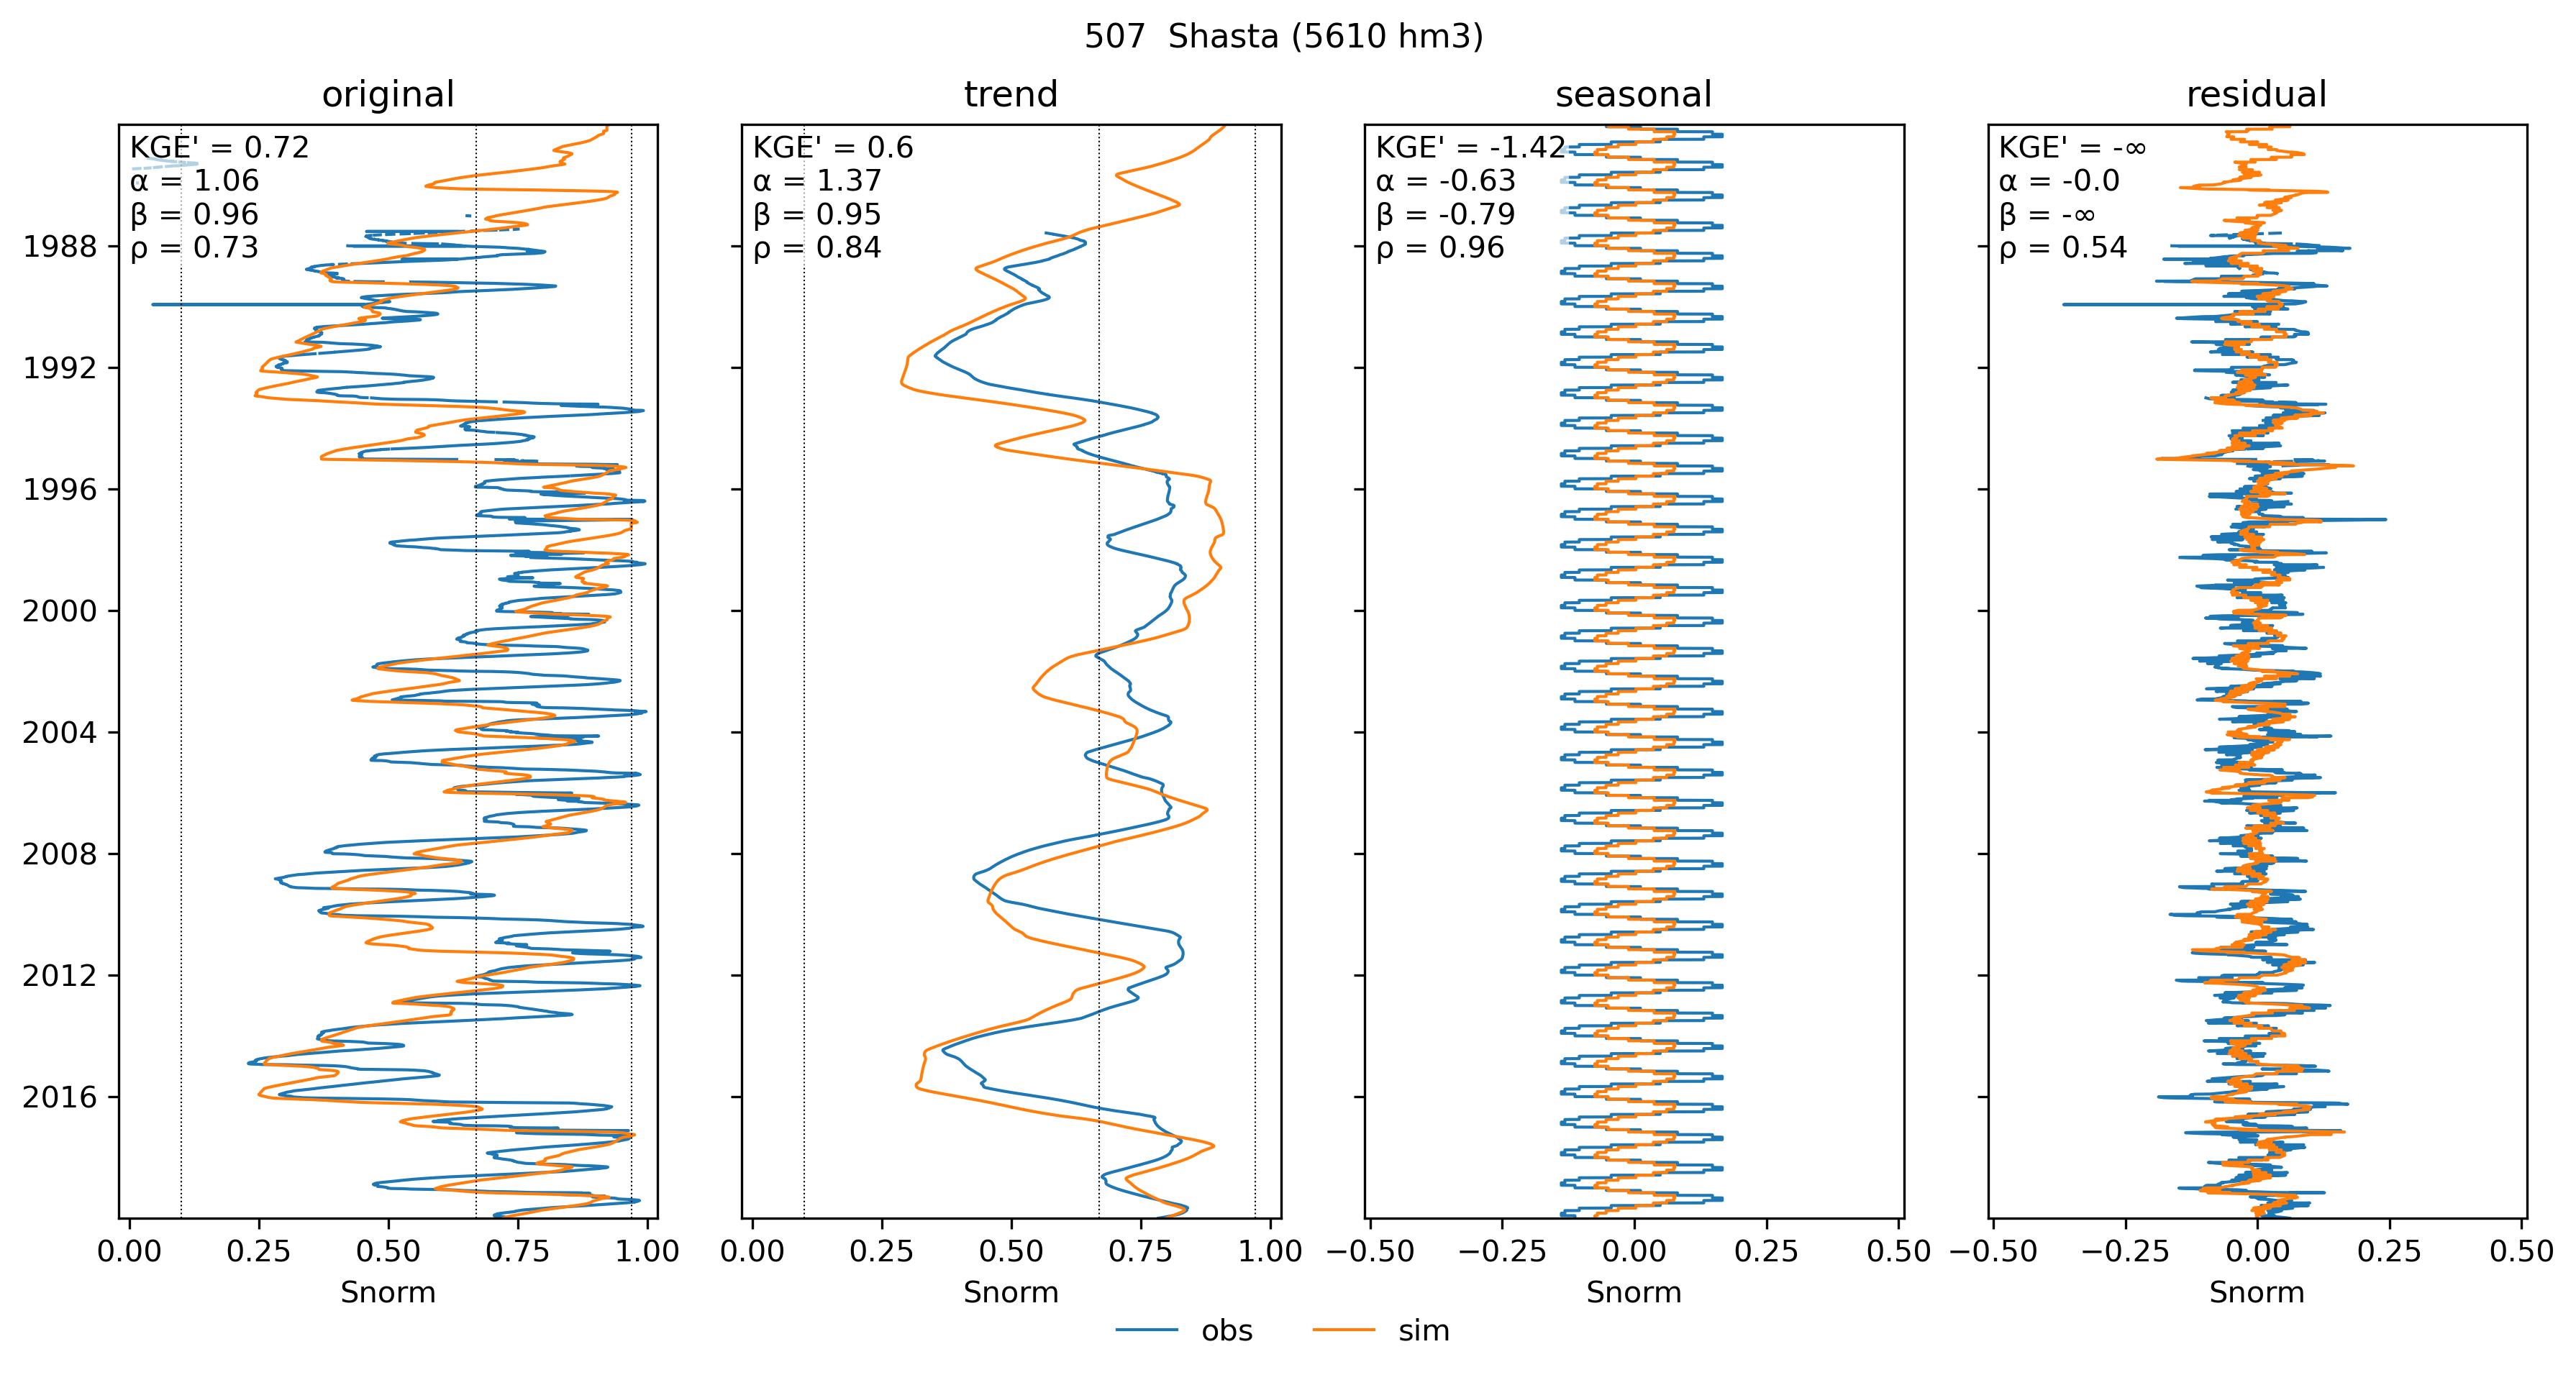 507  Shasta (5610 hm3)
original
trend
seasonal
residual
KGE' = 0.72
α = 1.06
β = 0.96
ρ = 0.73
KGE' = 0.6
α = 1.37
β = 0.95
ρ = 0.84
KGE' = -1.42
α = -0.63
β = -0.79
ρ = 0.96
KGE' = -∞
α = -0.0
β = -∞
ρ = 0.54
1988
1992
1996
2000
2004
2008
2012
2016
0.00 0.25 0.50 0.75 1.00
0.00 0.25 0.50 0.75 1.00
−0.50 −0.25 0.00 0.25 0.50
−0.50 −0.25 0.00 0.25 0.50
Snorm
Snorm
Snorm
Snorm
obs
sim